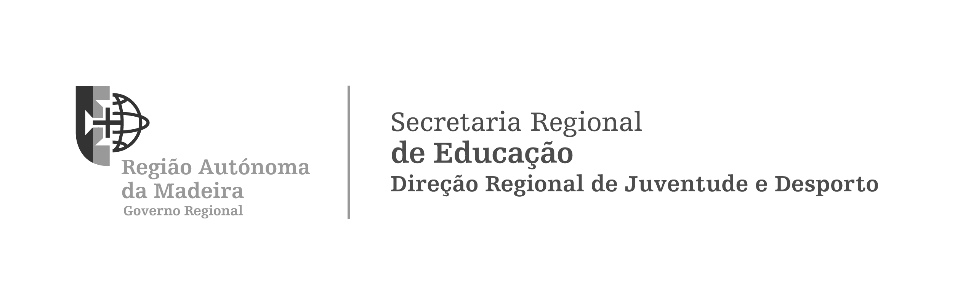 Região Autónoma
da Madeira
Governo Regional
Secretaria Regional
de Educação
Direção Regional de Juventude e Desporto